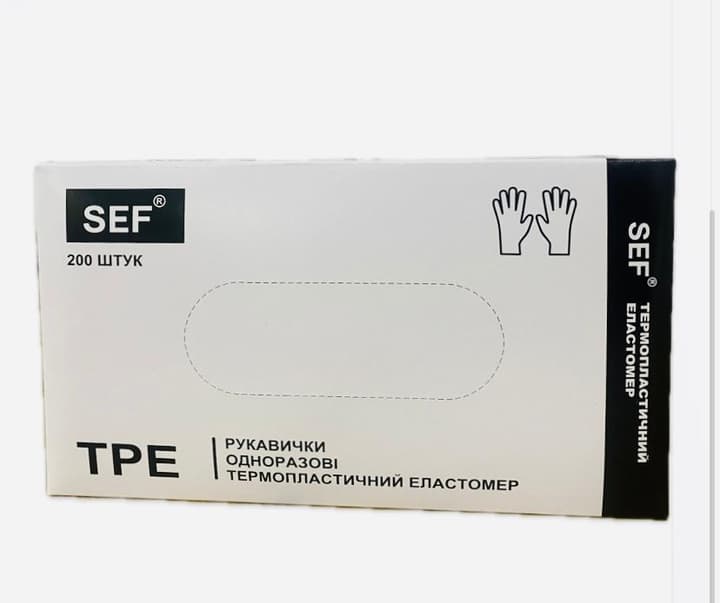 SEF®
200 ШТУК
TPE
РУКАВИЧКИ
ОДНОРАЗОВІ
ТЕРМОПЛАСТИЧНИЙ ЕЛАСТОМЕР
SEF®
ТЕРМОПЛАСТИЧНИЙ
ЕЛАСТОМЕР